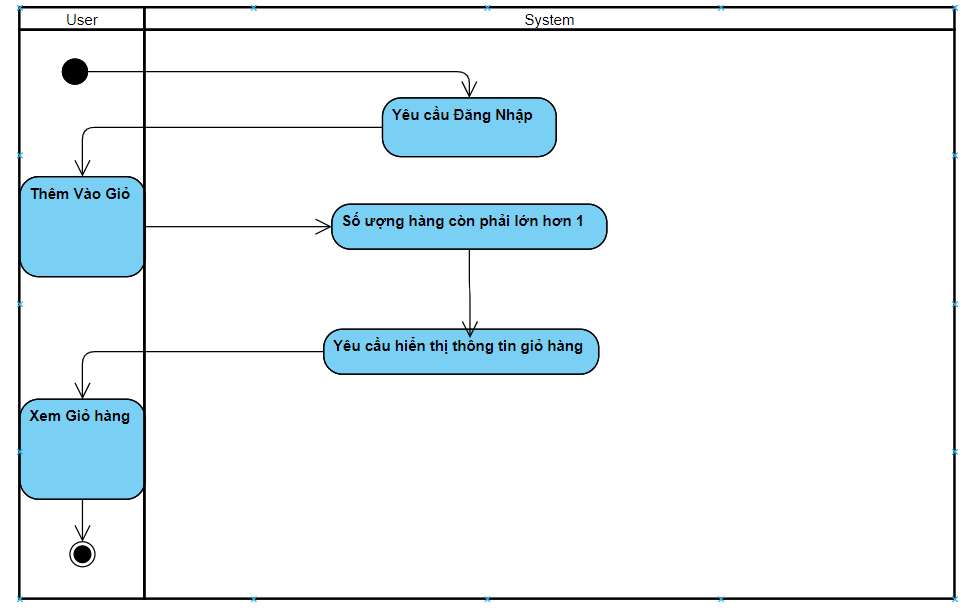 User
System
Yêu cầu Đăng Nhập
Thêm Vào Giỏ
Số ượng hàng còn phải lớn hơn 1
Yêu cầu hiển thị thông tin giỏ hàng
Xem Giỏ hàng